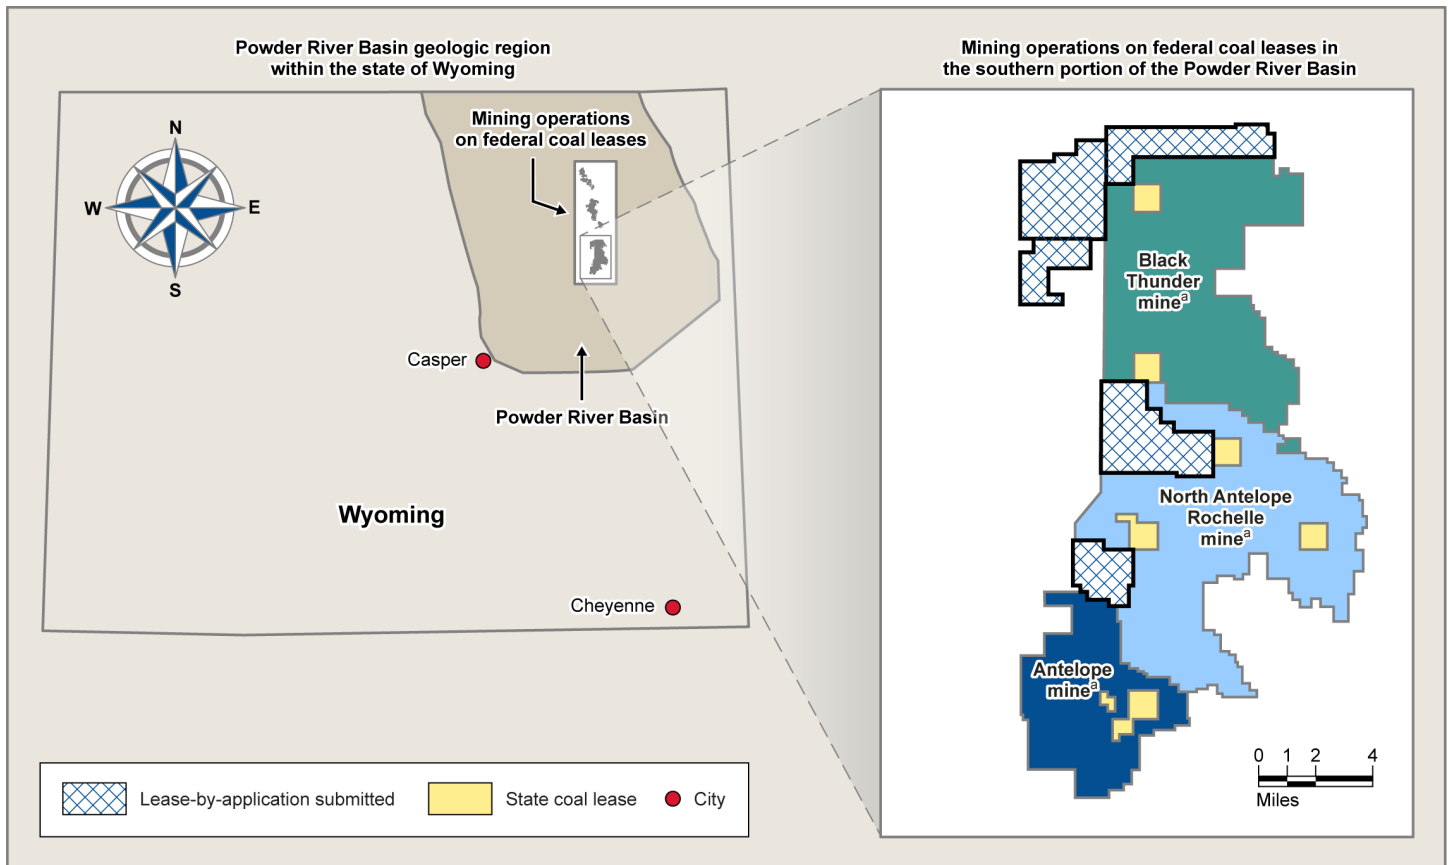 Powder River Basin geologic region
within the state of Wyoming
N
W
E
S
Mining operations
on federal coal leases
Casper
Powder River Basin
Wyoming
Cheyenne
Lease-by-application submitted
State coal lease
City
Mining operations on federal coal leases in
the southern portion of the Powder River Basin
Black
Thunder
mineᵃ
North Antelope
Rochelle
mineᵃ
Antelope
mineᵃ
0 1 2 4
Miles